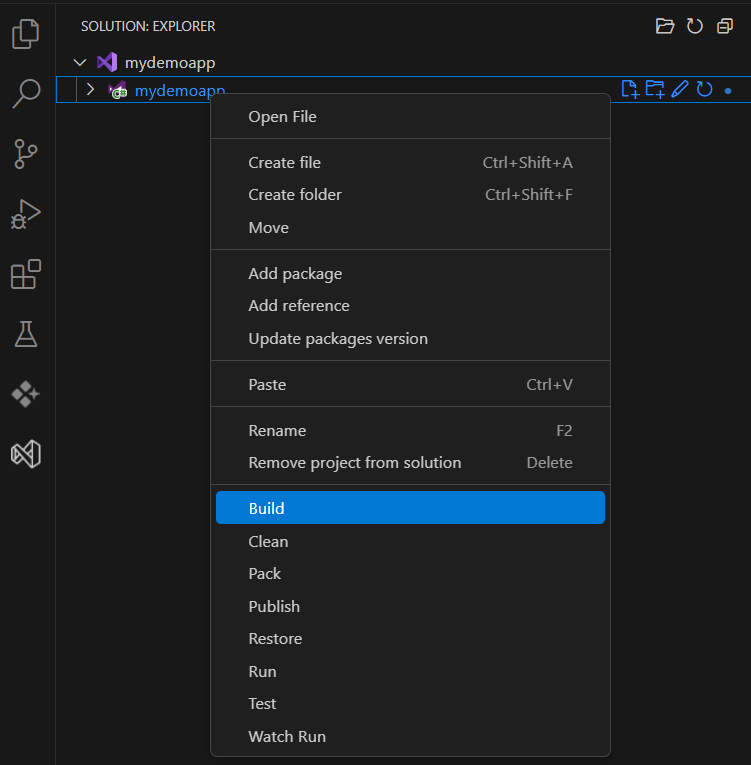 SOLUTION: EXPLORER
mydemoapp
mydemoapp
Open File
Create file Ctrl+Shift+A
Create folder Ctrl+Shift+F
Move
Add package
Add reference
Update packages version
Paste Ctrl+V
Rename F2
Remove project from solution Delete
Build
Clean
Pack
Publish
Restore
Run
Test
Watch Run